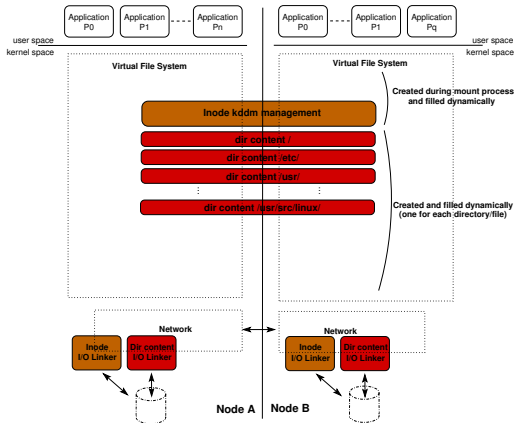 Application
P0
Application
P1
Application
Pn
Application
P0
Application
P1
Application
Pq
user space
kernel space
user space
kernel space
Virtual File System
Virtual File System
Created during mount process
and filled dynamically
Inode kddm management
dir content /
dir content /etc/
dir content /usr/
dir content /usr/src/linux/
Created and filled dynamically
(one for each directory/file)
Network
Network
Inode
I/O Linker
Dir content
I/O Linker
Inode
I/O Linker
Dir content
I/O Linker
Node A
Node B